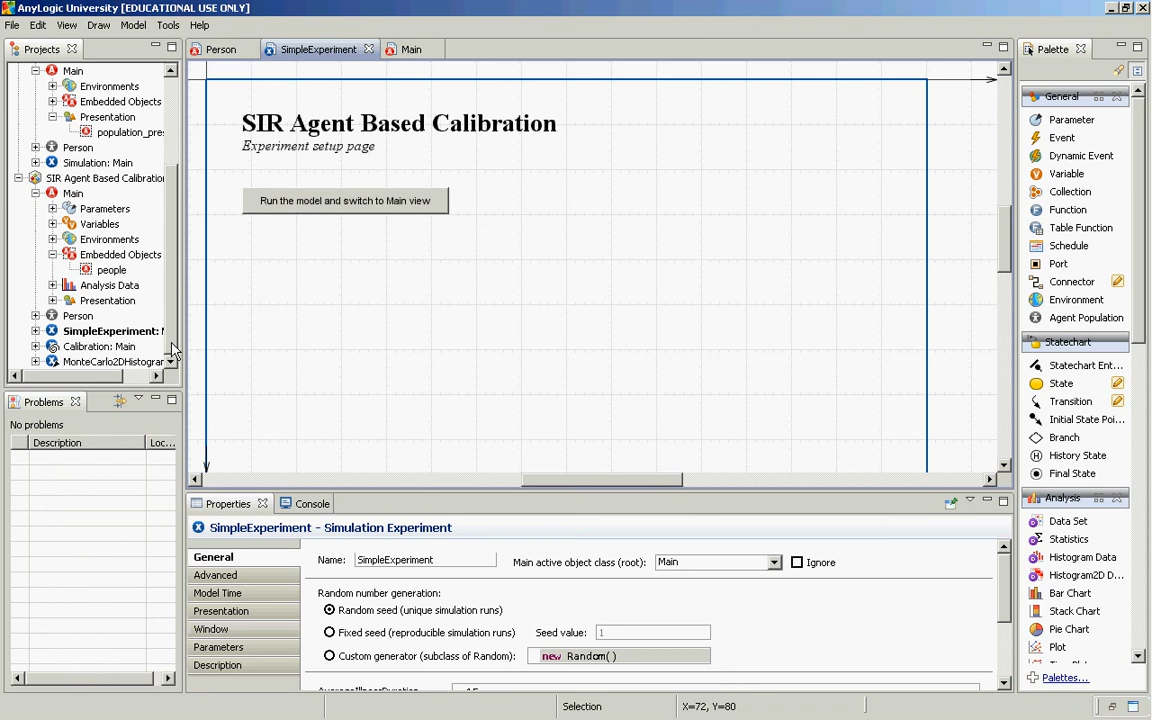 AnyLogic University [EDUCATIONAL USE ONLY]
File Edit View Draw Model Tools Help
Projects
Main
Environments
Embedded Objects
Presentation
population_pre
Person
Simulation: Main
SIR Agent Based Calibration
Main
Parameters
Variables
Environments
Embedded Objects
people
Analysis Data
Presentation
Person
SimpleExperiment:
Calibration: Main
MonteCarlo2DHistogra
Problems
No problems
Description Loc...
Person SimpleExperiment Main
SIR Agent Based Calibration
Experiment setup page
Run the model and switch to Main view
Properties Console
SimpleExperiment - Simulation Experiment
General
Advanced
Model Time
Presentation
Window
Parameters
Description
Name: SimpleExperiment Main active object class (root): Main Ignore
Random number generation:
Random seed (unique simulation runs)
Fixed seed (reproducible simulation runs) Seed value: 1
Custom generator (subclass of Random): new Random()
AverageIllnessDuration
Palette
General
Parameter
Event
Dynamic Event
Variable
Collection
Function
Table Function
Schedule
Port
Connector
Environment
Agent Population
Statechart
Statechart Ent...
State
Transition
Initial State Poi...
Branch
History State
Final State
Analysis
Data Set
Statistics
Histogram Data
Histogram2D D...
Bar Chart
Stack Chart
Pie Chart
Plot
Palettes...
Selection X=72, Y=80